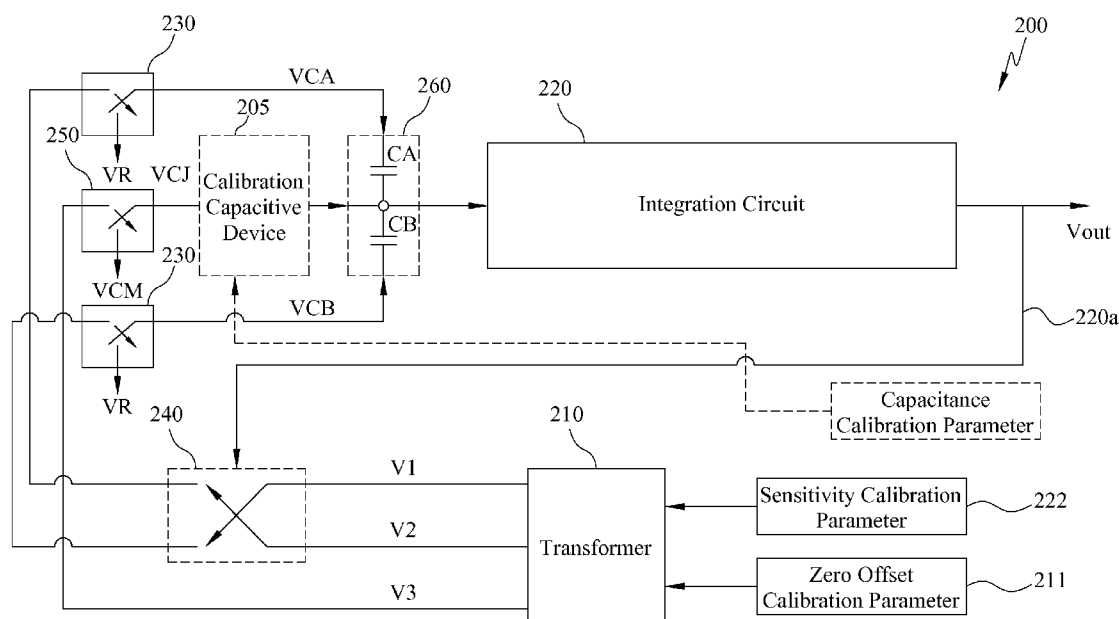 230
200
VCA
260
220
205
250
VR
VCJ
CA
Calibration
Capacitive
Device
CB
Integration Circuit
Vout
230
VCM
VCB
220a
VR
240
210
Capacitance
Calibration Parameter
V1
Sensitivity Calibration
Parameter
222
V2
Transformer
V3
Zero Offset
Calibration Parameter
211